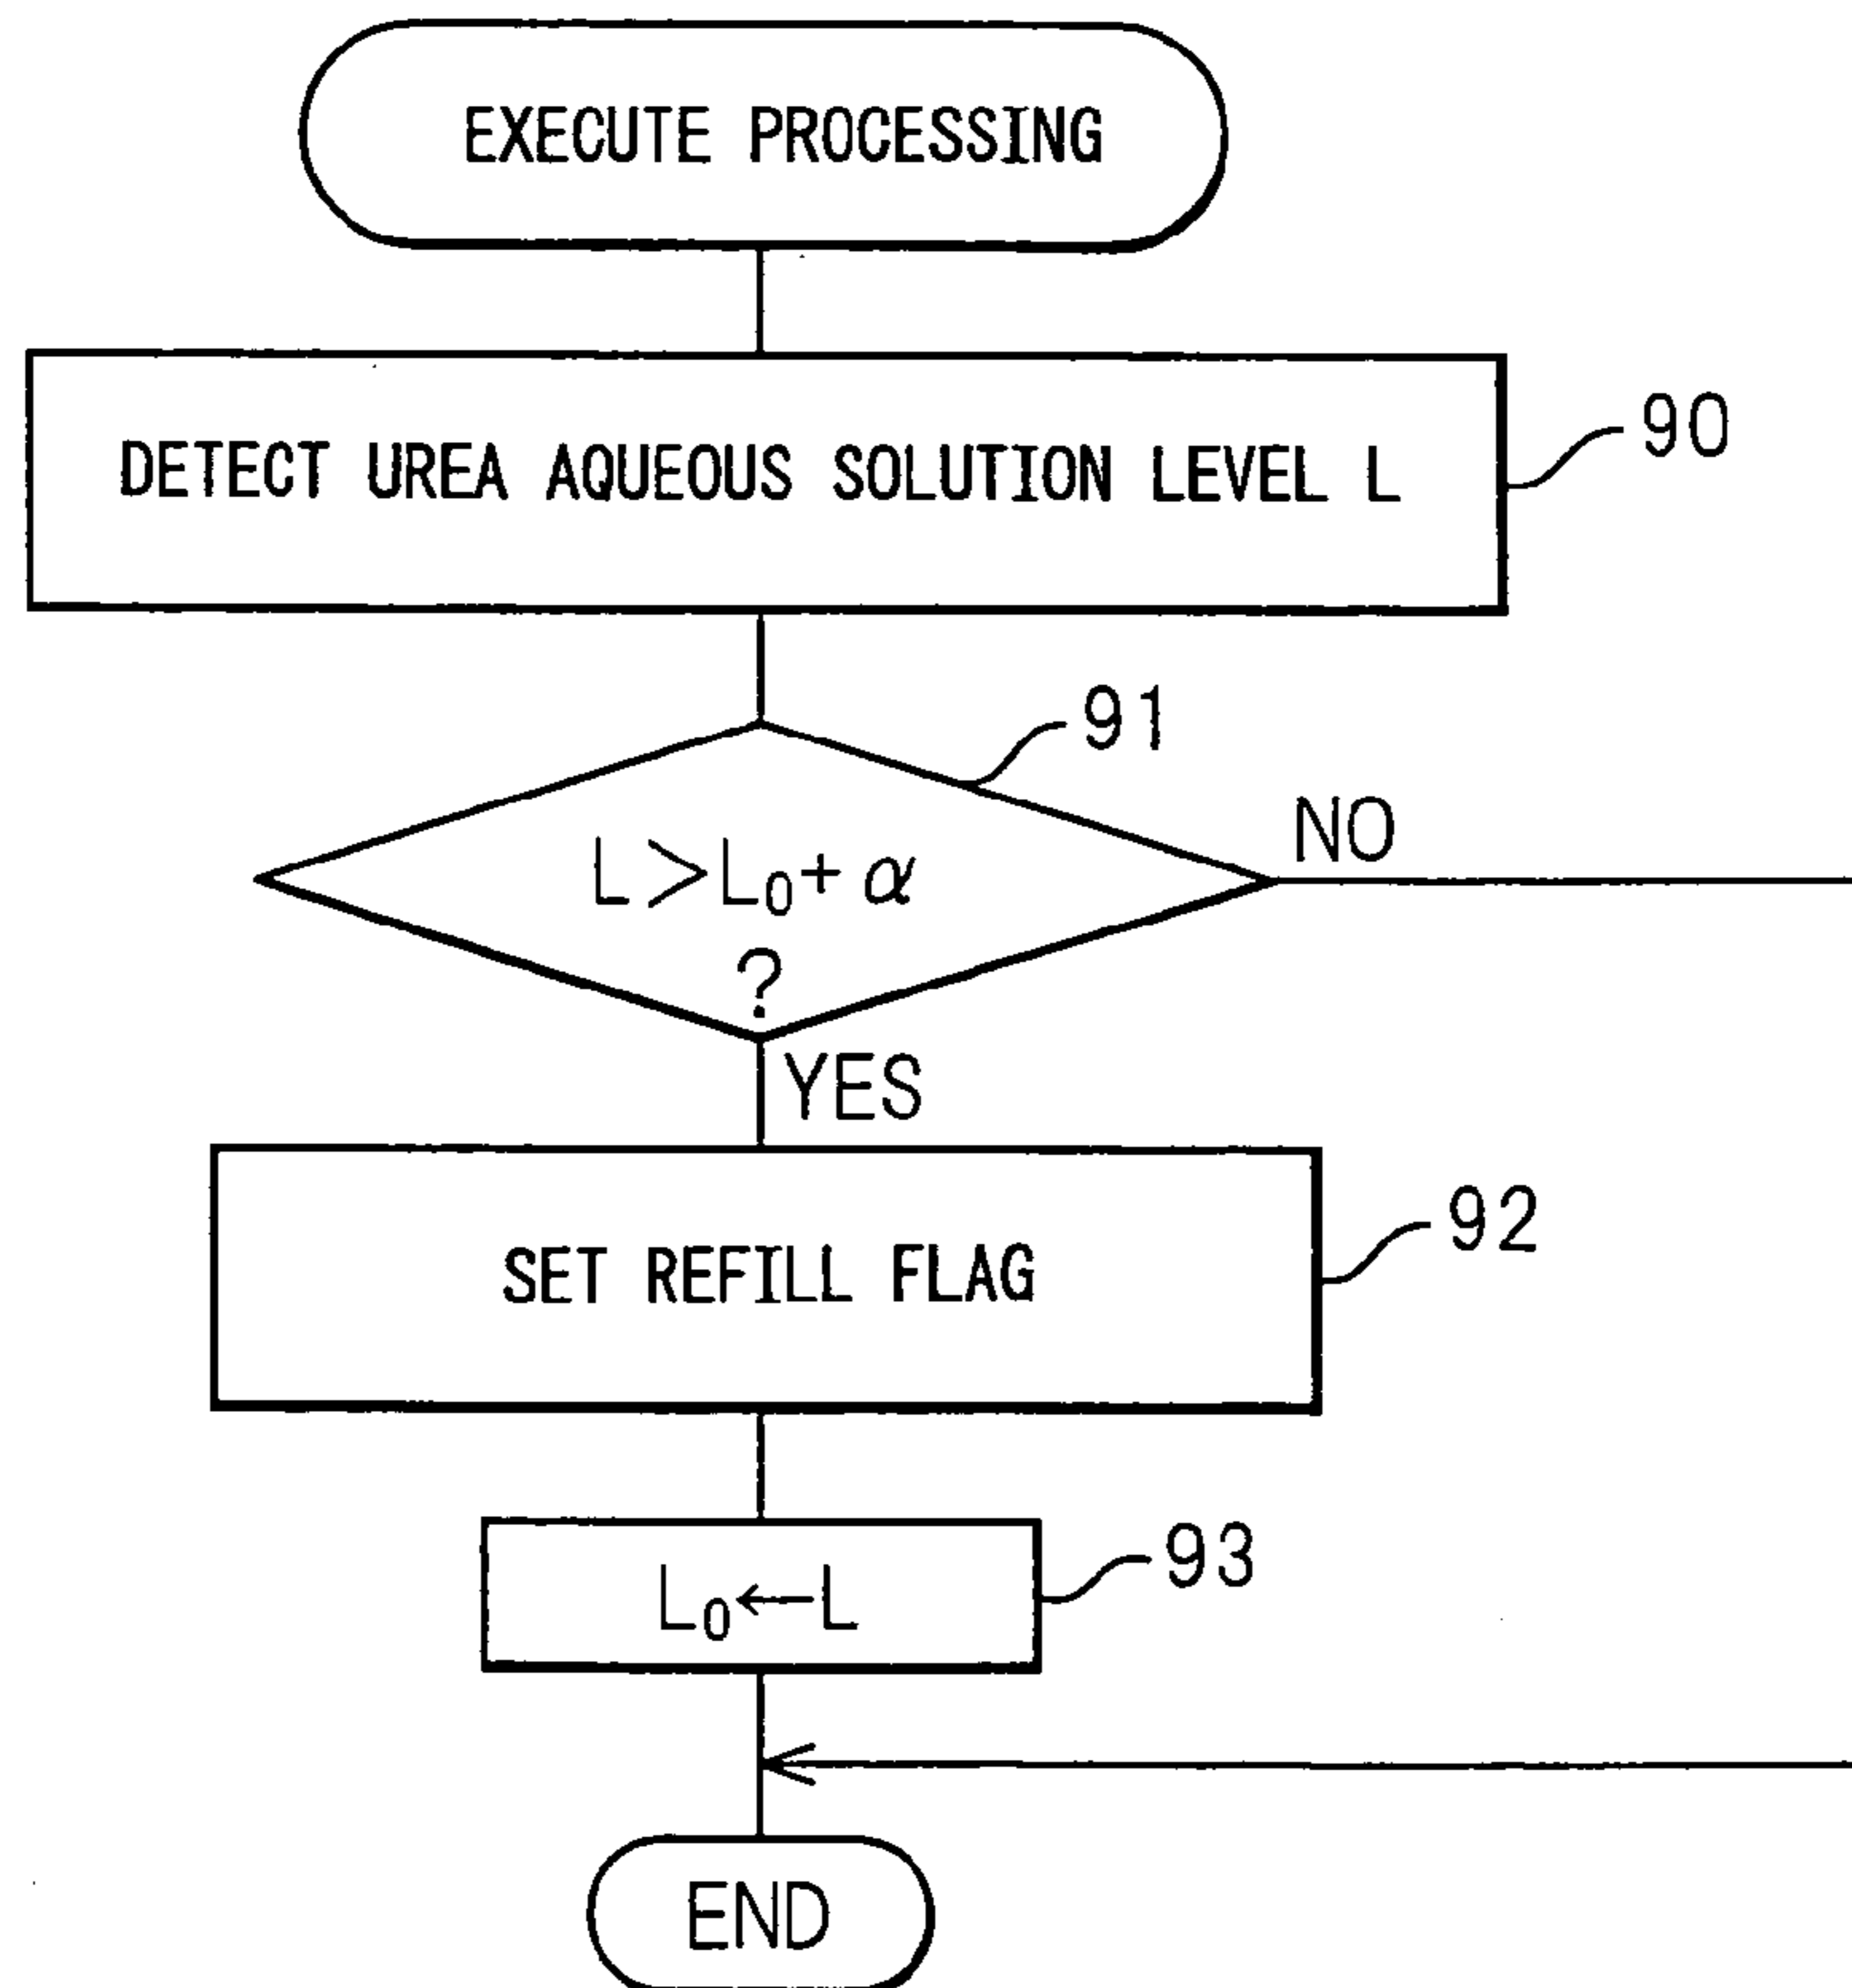 EXECUTE PROCESSING
DETECT UREA AQUEOUS SOLUTION LEVEL L
90
91
L>L₀+α
?
NO
YES
SET REFILL FLAG
92
L₀←L
93
END